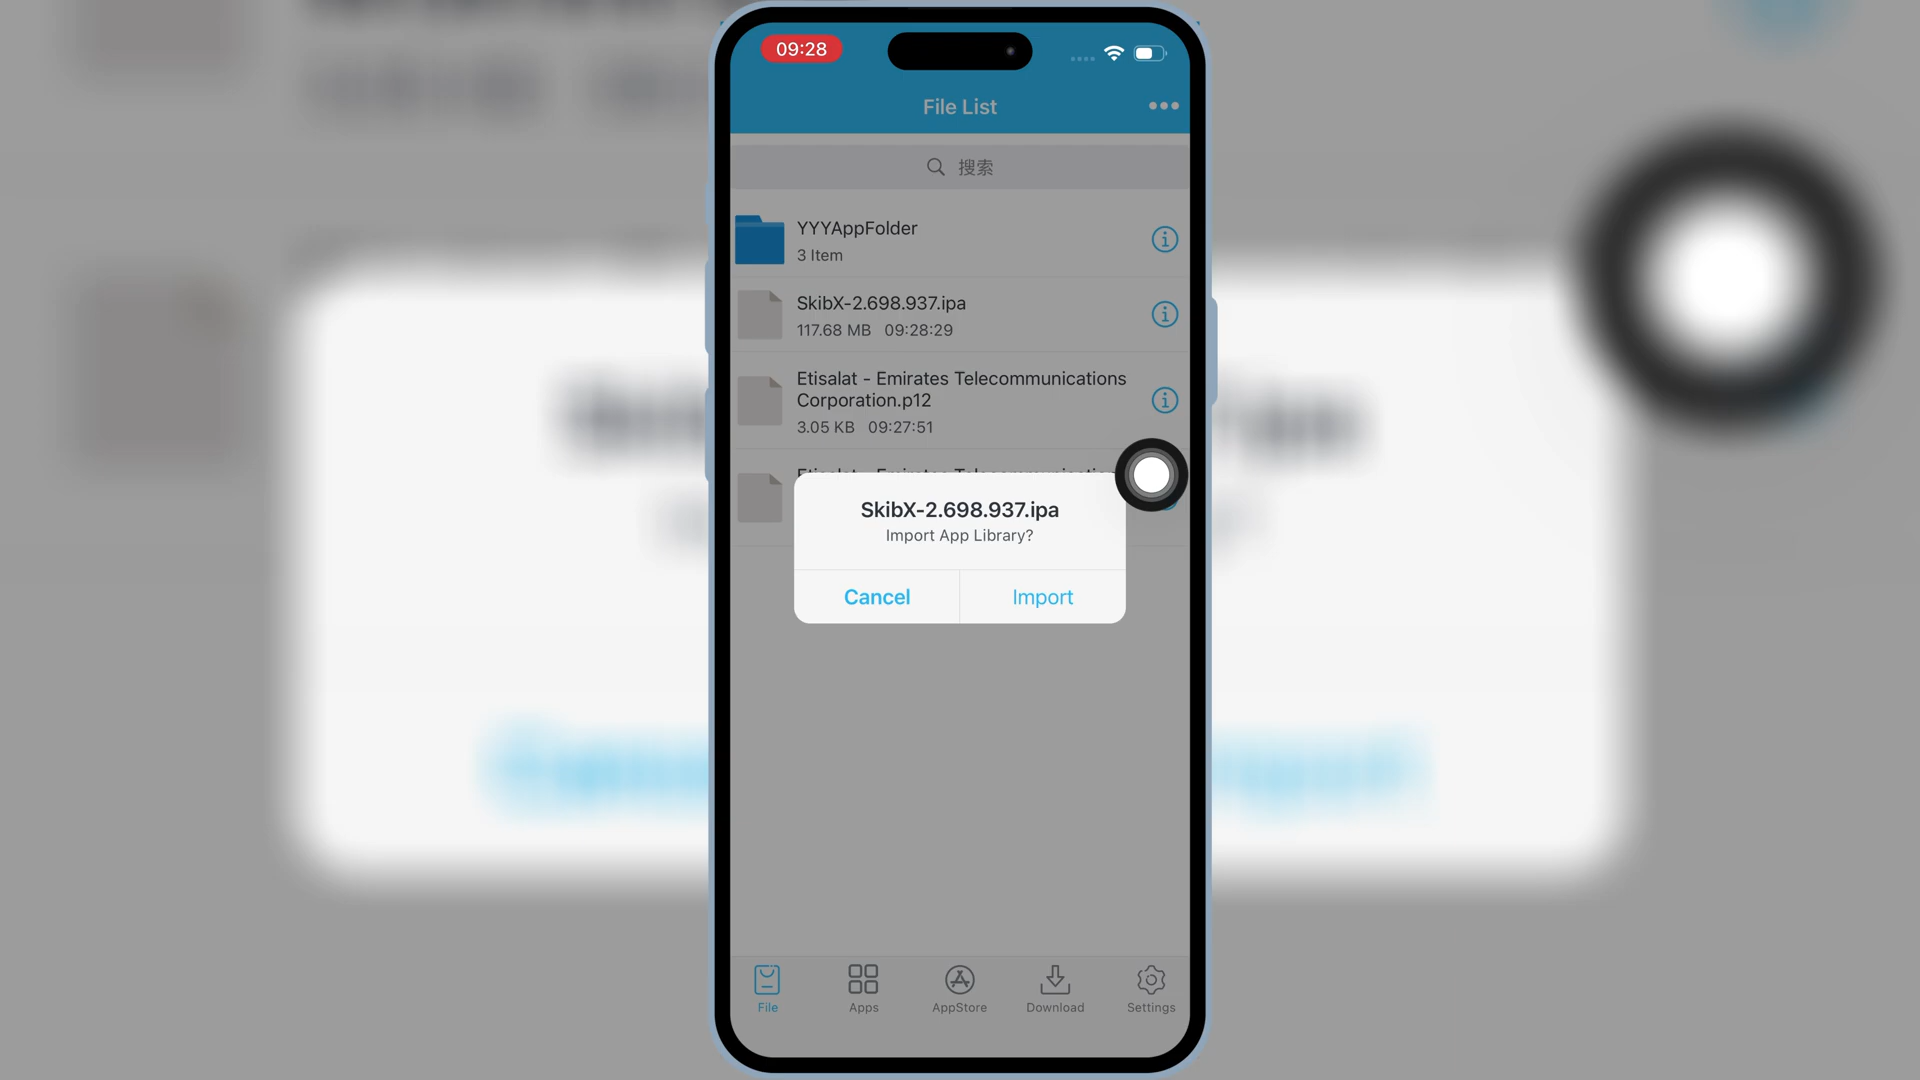 09:28
File List
搜索
YYYAppFolder
3 Item
SkibX-2.698.937.ipa
117.68 MB 09:28:29
Etisalat - Emirates Telecommunications
Corporation.p12
3.05 KB 09:27:51
SkibX-2.698.937.ipa
Import App Library?
Cancel
Import
File
Apps
AppStore
Download
Settings